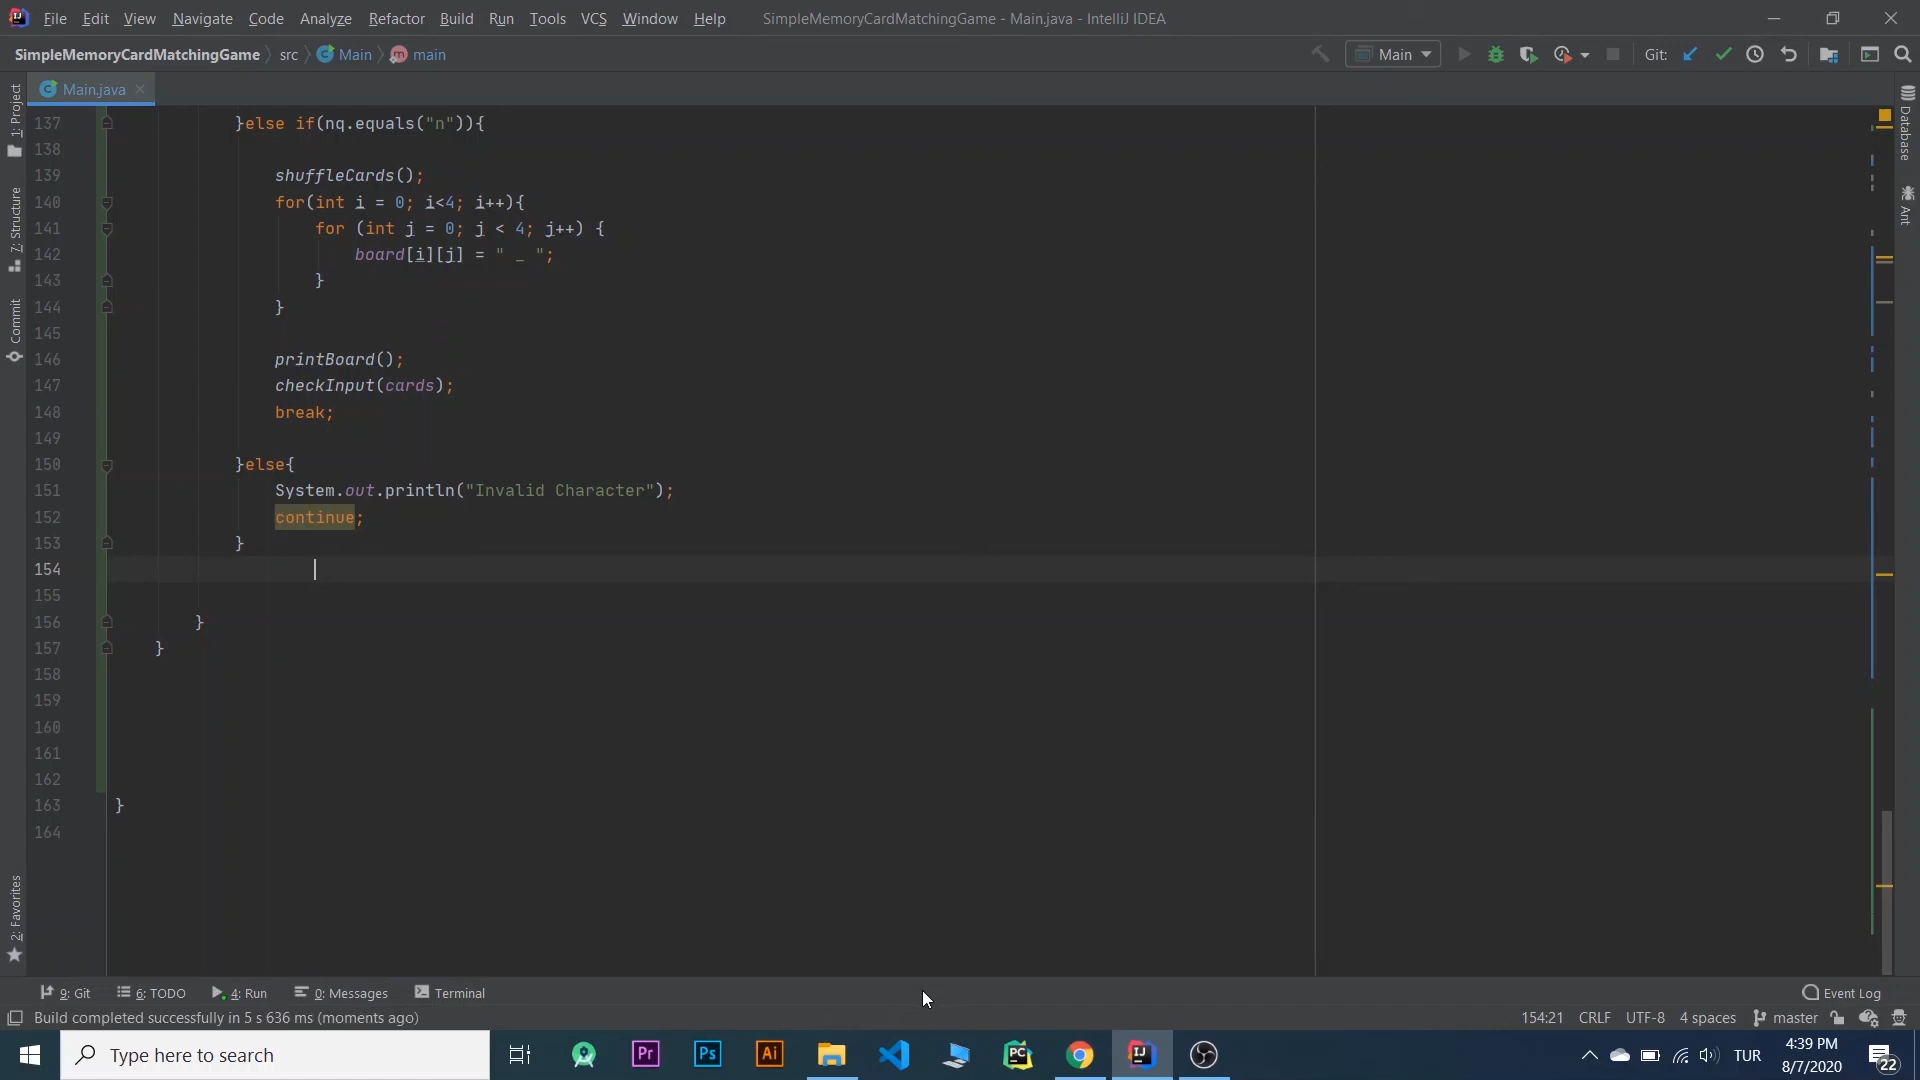 File Edit View Navigate Code Analyze Refactor Build Run Tools VCS Window Help SimpleMemoryCardMatchingGame - Main.java - IntelliJ IDEA
SimpleMemoryCardMatchingGame src Main main Main Git:
Main.java
1: Project
7: Structure
Commit
2: Favorites
Database
Ant
137 }else if(nq.equals("n")){
138
139 shuffleCards();
140 for(int i = 0; i<4; i++){
141 for (int j = 0; j < 4; j++) {
142 board[i][j] = " _ ";
143 }
144 }
145
146 printBoard();
147 checkInput(cards);
148 break;
149
150 }else{
151 System.out.println("Invalid Character");
152 continue;
153 }
154
155
156 }
157 }
158
159
160
161
162
163 }
164
9: Git 6: TODO 4: Run 0: Messages Terminal Event Log
Build completed successfully in 5 s 636 ms (moments ago) 154:21 CRLF UTF-8 4 spaces master
Type here to search Pr Ps Ai PC IJ TUR 4:39 PM
8/7/2020 22